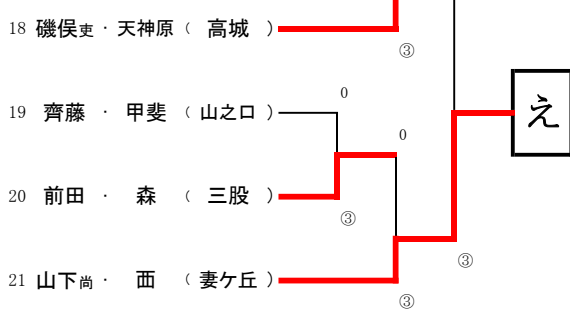 18 磯俣吏 ・ 天神原 （ 高城 ）
③
19 齊藤 ・ 甲斐 （ 山之口 ） 0
0
え
20 前田 ・ 森 （ 三股 ）
③
③
21 山下尚 ・ 面 （ 妻ケ丘 ）
③